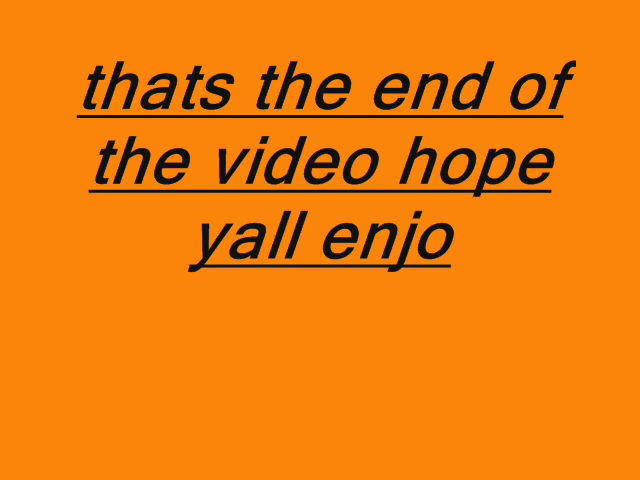 thats the end of
the video hope
yall enjo